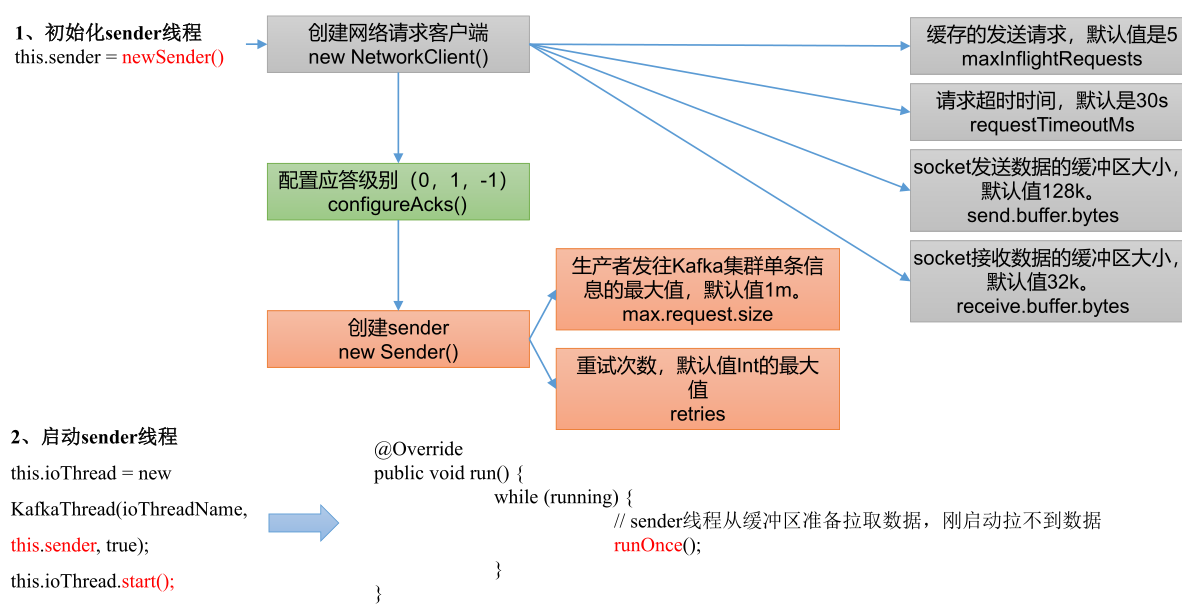 1、初始化sender线程
this.sender = newSender()
创建网络请求客户端
new NetworkClient()
缓存的发送请求，默认值是5
maxInflightRequests
请求超时时间，默认是30s
requestTimeoutMs
socket发送数据的缓冲区大小，
默认值128k。
send.buffer.bytes
socket接收数据的缓冲区大小，
默认值32k。
receive.buffer.bytes
配置应答级别（0，1，-1）
configureAcks()
创建sender
new Sender()
生产者发往Kafka集群单条信
息的最大值，默认值1m。
max.request.size
重试次数，默认值Int的最大
值
retries
2、启动sender线程
this.ioThread = new
KafkaThread(ioThreadName,
this.sender, true);
this.ioThread.start();
@Override
public void run() {
while (running) {
// sender线程从缓冲区准备拉取数据，刚启动拉不到数据
runOnce();
}
}